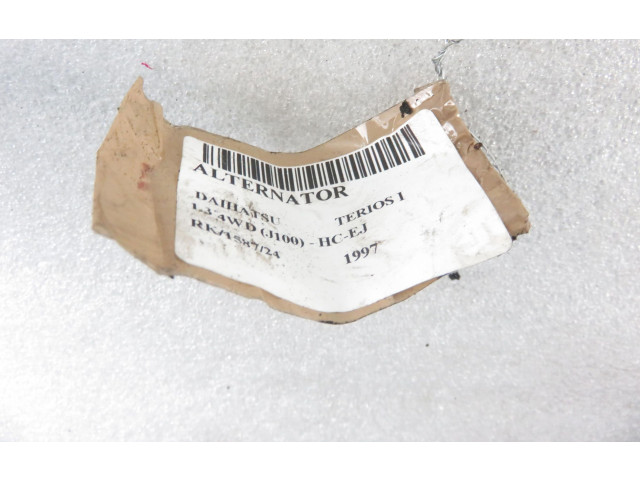 ALTERNATOR
DAIHATSU TERIOS I
1.3 4WD (J100) - HC-EJ
1997